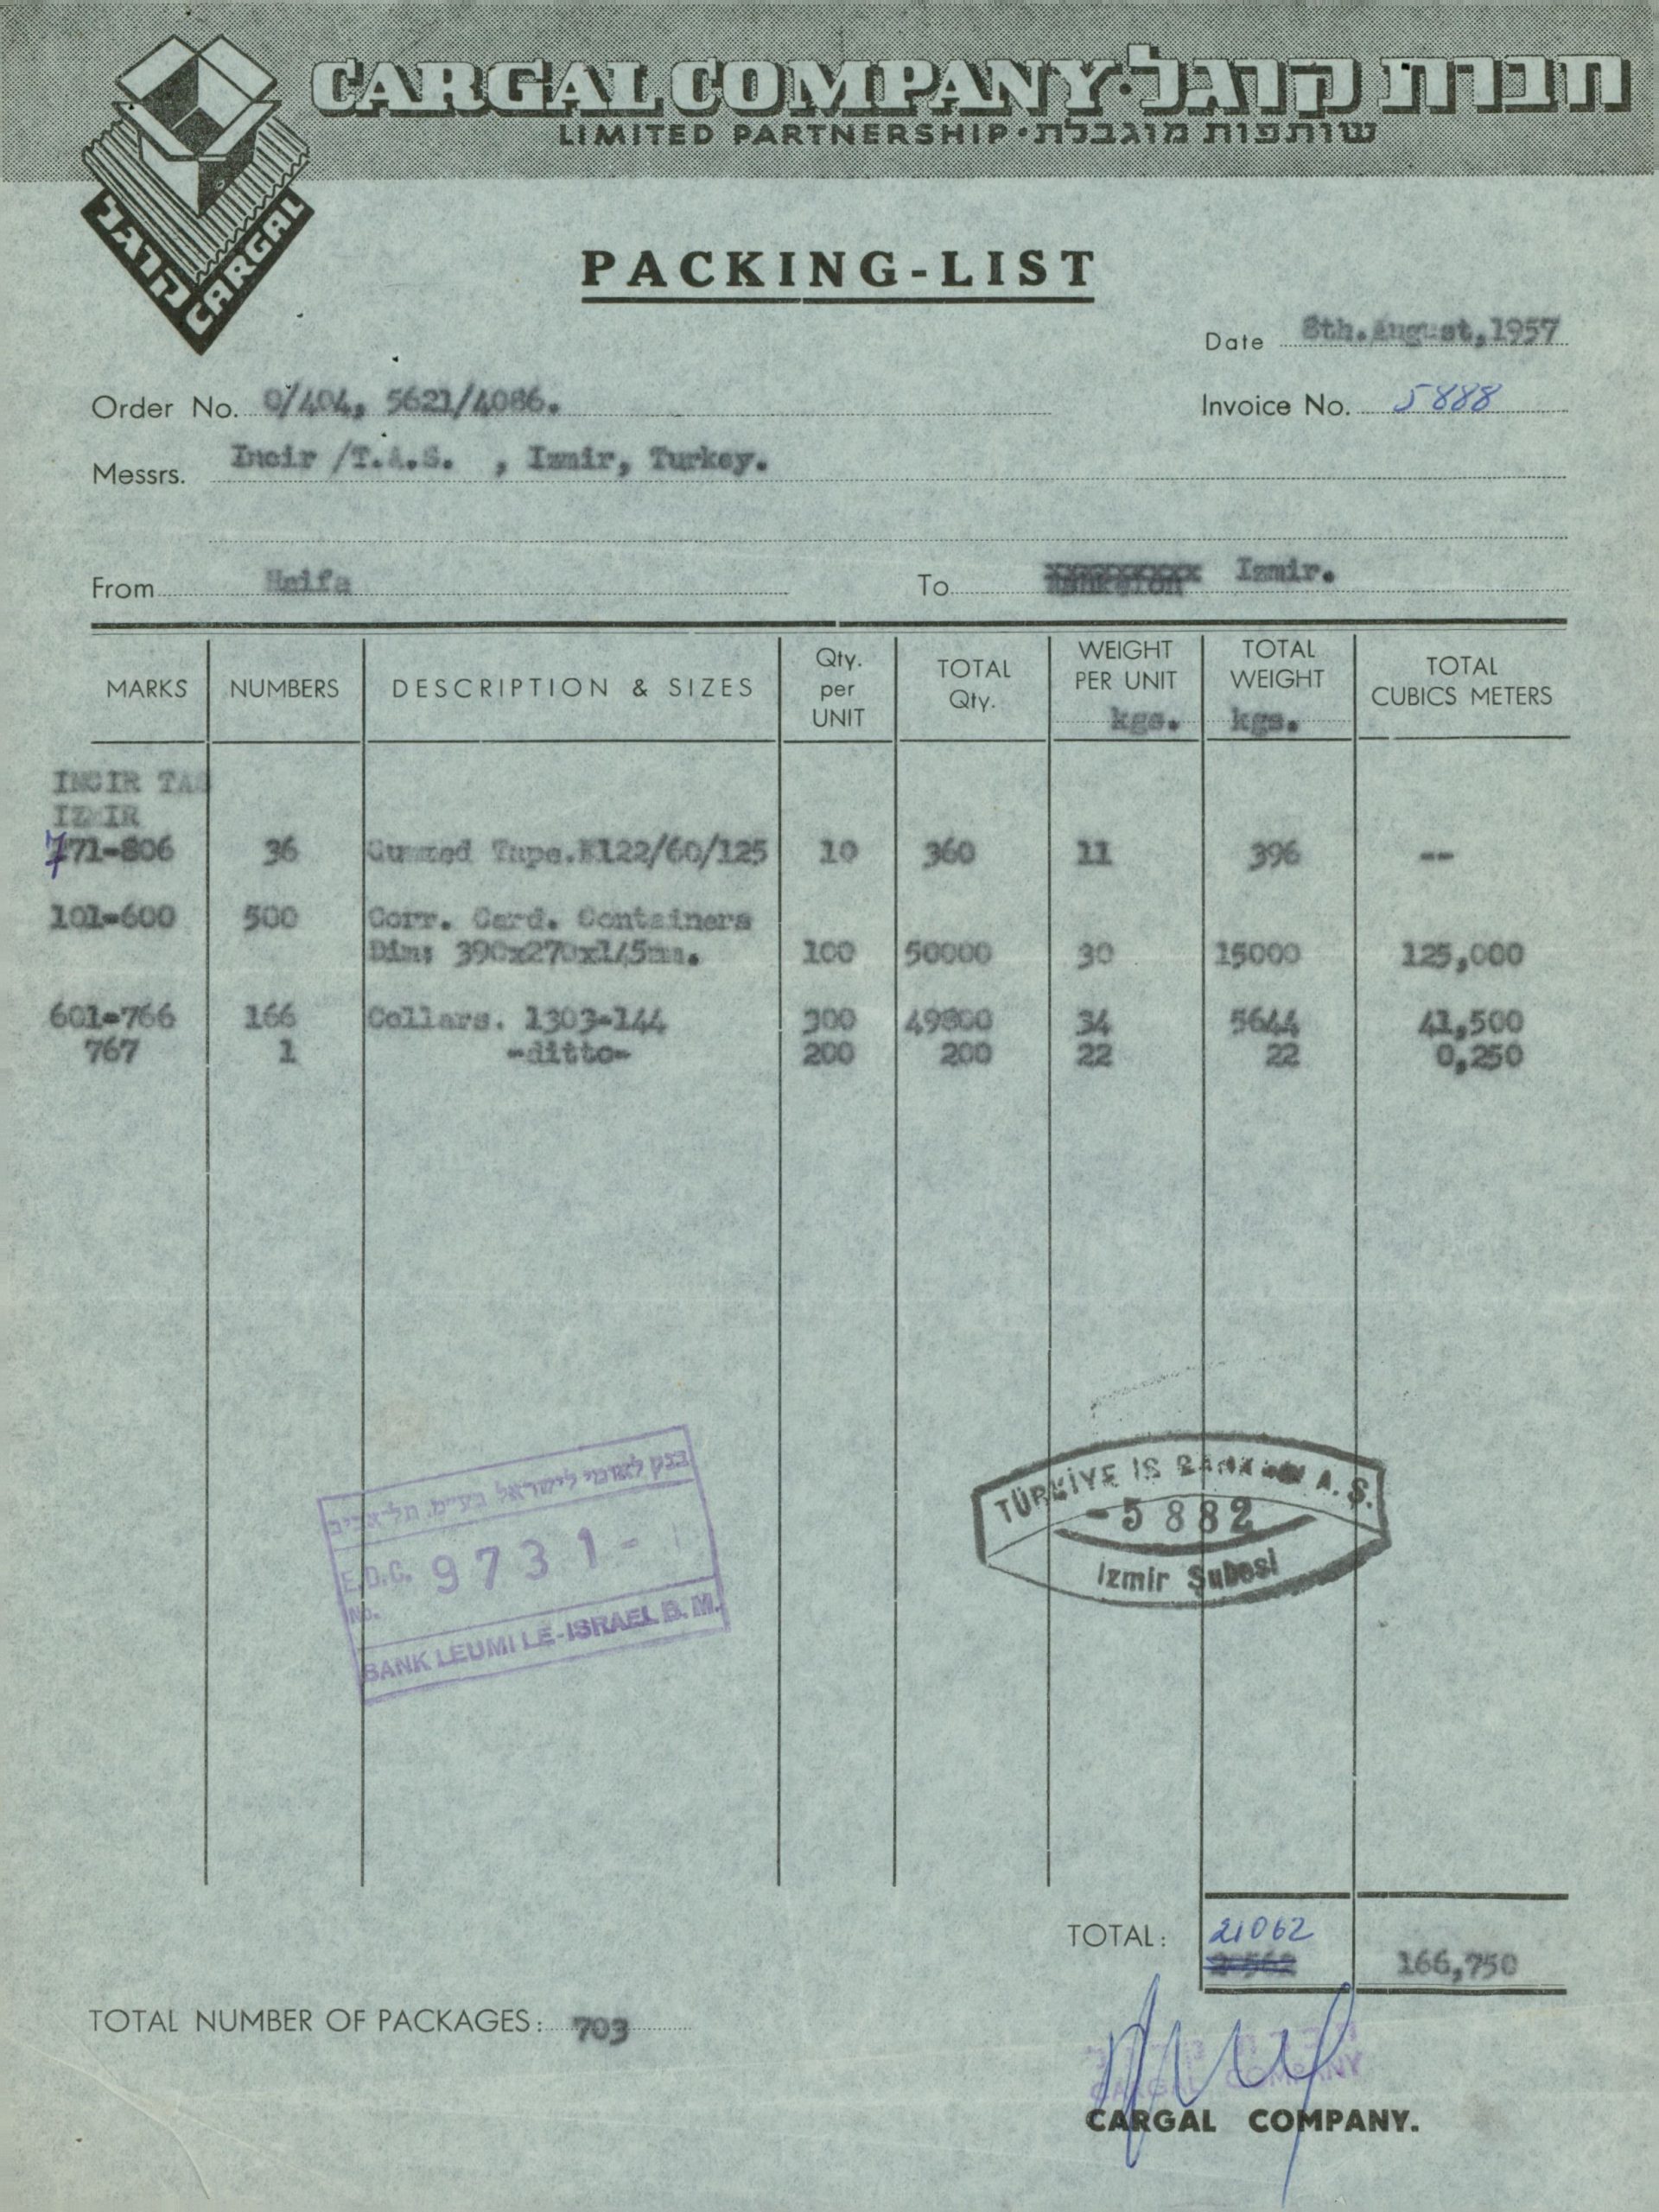 CARGAL COMPANY · חברת קרגל
LIMITED PARTNERSHIP · שותפות מוגבלת
קרגל CARGAL
PACKING-LIST
Date 8th.August,1957
Order No. 0/404, 5621/4086.
Invoice No. 5888
Messrs. Incir /T.A.S. , Izmir, Turkey.
From Haifa To Izmir.
MARKS NUMBERS DESCRIPTION & SIZES Qty. per UNIT TOTAL Qty. WEIGHT PER UNIT kgs. TOTAL WEIGHT kgs. TOTAL CUBICS METERS
INCIR TAS
IZMIR
771-806 36 Gummed Tape.K122/60/125 10 360 11 396 --
101-600 500 Corr. Card. Containers
Dim: 390x270x145mm. 100 50000 30 15000 125,000
601-766 166 Collars. 1303-144 300 49800 34 5644 41,500
767 1 -ditto- 200 200 22 22 0,250
בנק לאומי לישראל בע"מ. תל-אביב
E.D.C. No. 9731-
BANK LEUMI LE-ISRAEL B.M.
TÜRKİYE IS BANKASI A.Ş.
-5882
Izmir Şubesi
TOTAL: 21062
166,750
TOTAL NUMBER OF PACKAGES: 703
CARGAL COMPANY
CARGAL COMPANY.